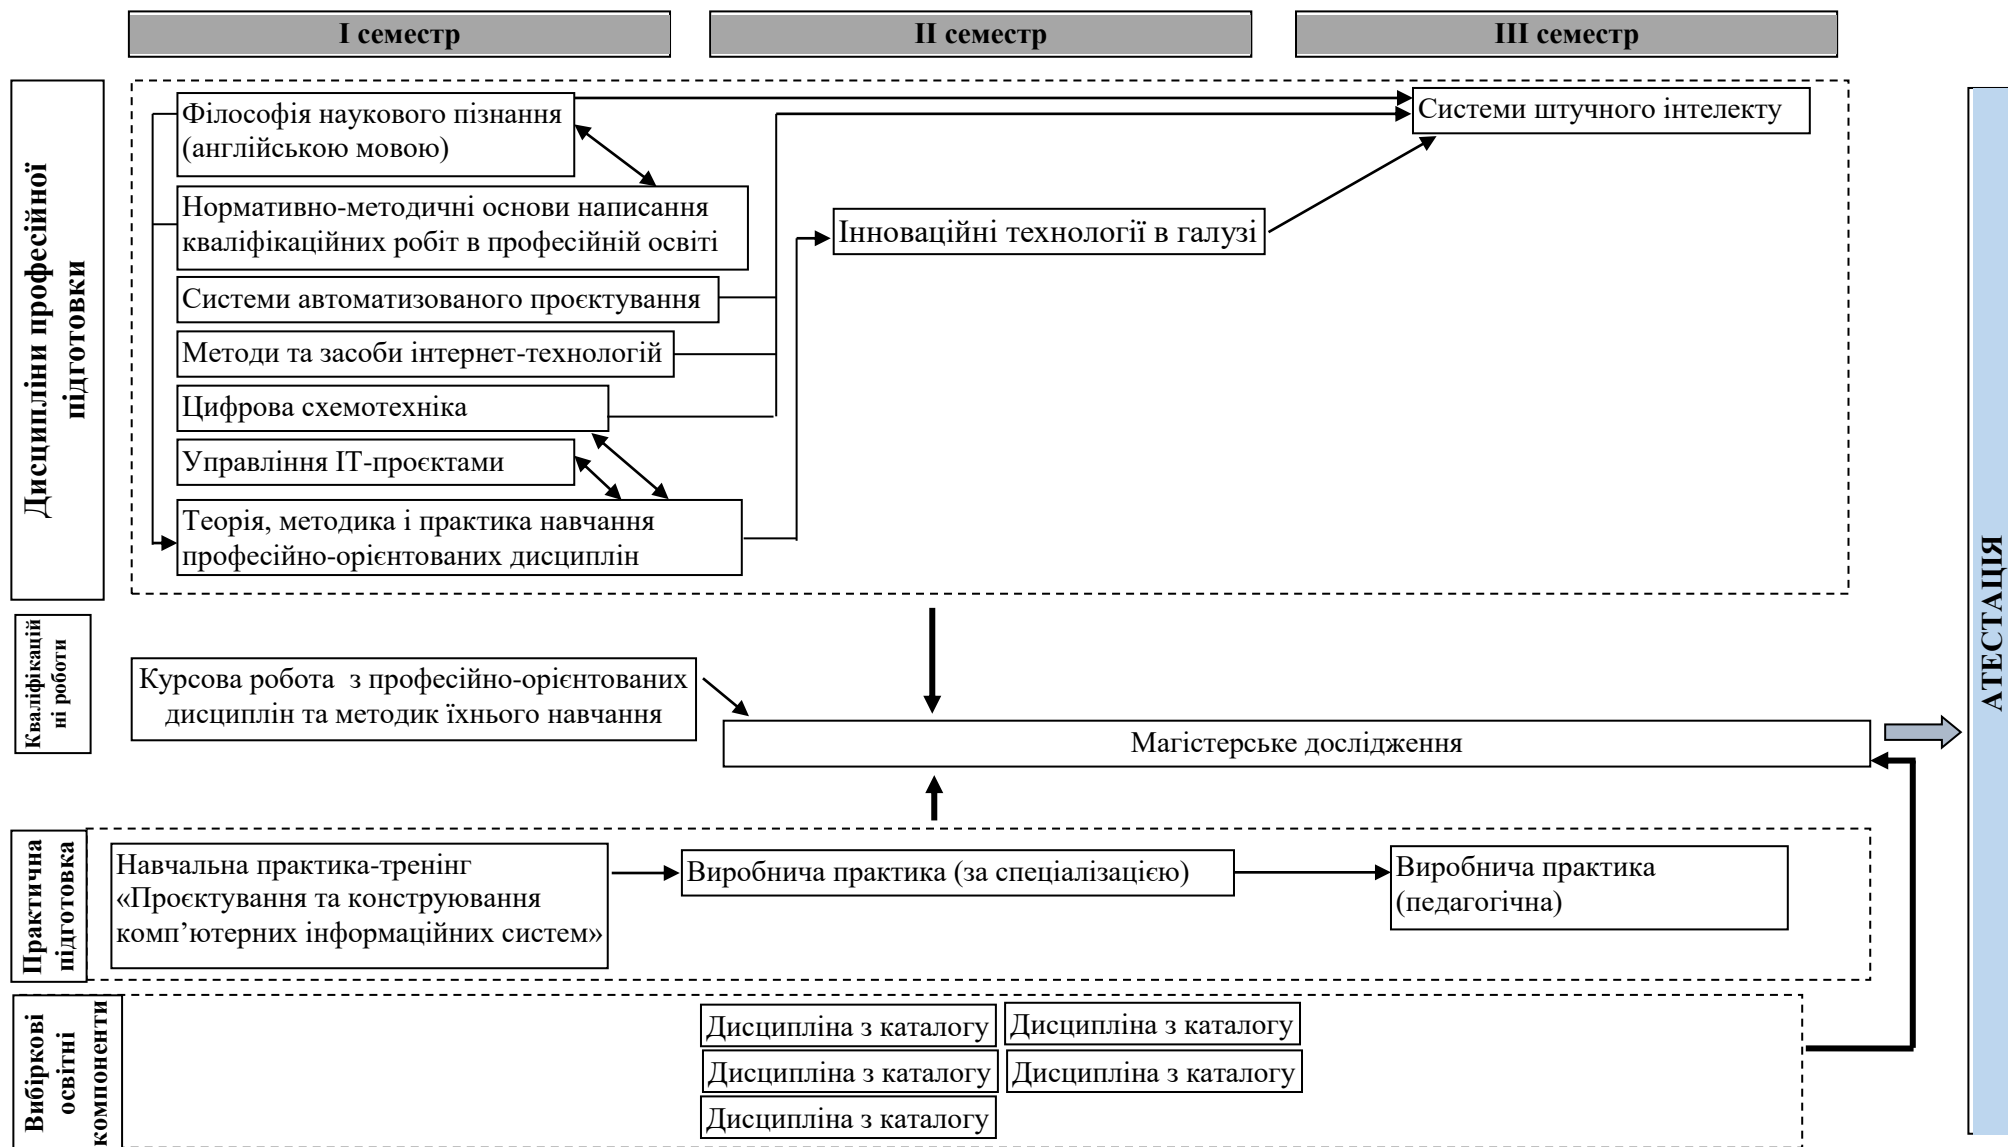 І семестр
ІІ семестр
ІІІ семестр
Дисципліни професійної
підготовки
Філософія наукового пізнання
(англійською мовою)
Системи штучного інтелекту
Нормативно-методичні основи написання
кваліфікаційних робіт в професійній освіті
Інноваційні технології в галузі
Системи автоматизованого проєктування
Методи та засоби інтернет-технологій
Цифрова схемотехніка
Управління ІТ-проєктами
Теорія, методика і практика навчання
професійно-орієнтованих дисциплін
АТЕСТАЦІЯ
Кваліфікацій
ні роботи
Курсова робота з професійно-орієнтованих
дисциплін та методик їхнього навчання
Магістерське дослідження
Практична
підготовка
Навчальна практика-тренінг
«Проєктування та конструювання
комп’ютерних інформаційних систем»
Виробнича практика (за спеціалізацією)
Виробнича практика
(педагогічна)
Вибіркові
освітні
компоненти
Дисципліна з каталогу
Дисципліна з каталогу
Дисципліна з каталогу
Дисципліна з каталогу
Дисципліна з каталогу